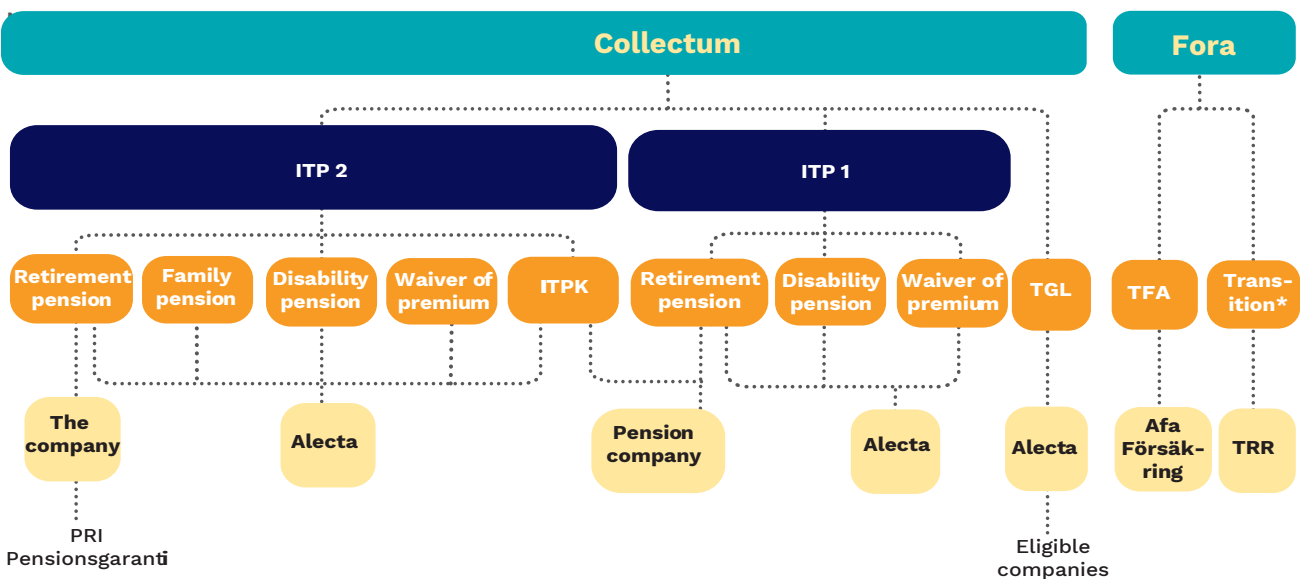 Collectum
Fora
ITP 2
ITP 1
Retirement
pension
Family
pension
Disability
pension
Waiver of
premium
ITPK
Retirement
pension
Disability
pension
Waiver of
premium
TGL
TFA
Trans-
ition*
The
company
Alecta
Pension
company
Alecta
Alecta
Afa
Försäk-
ring
TRR
PRI
Pensionsgaranti
Eligible
companies